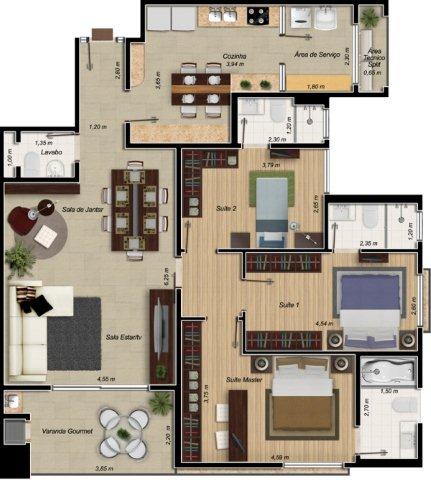 Cozinha
3,94 m
Área de Serviço
2,30 m
Área
Técnica
Split
0,65 m
2,80 m
3,65 m
1,80 m
1,20 m
1,35 m
Lavabo
1,00 m
2,30 m
1,20 m
3,79 m
Suíte 2
2,65 m
Sala de Jantar
2,35 m
1,20 m
6,25 m
Suíte 1
4,54 m
2,60 m
Sala Estar/tv
4,55 m
Suíte Master
3,75 m
4,59 m
1,50 m
2,70 m
Varanda Gourmet
2,20 m
3,65 m